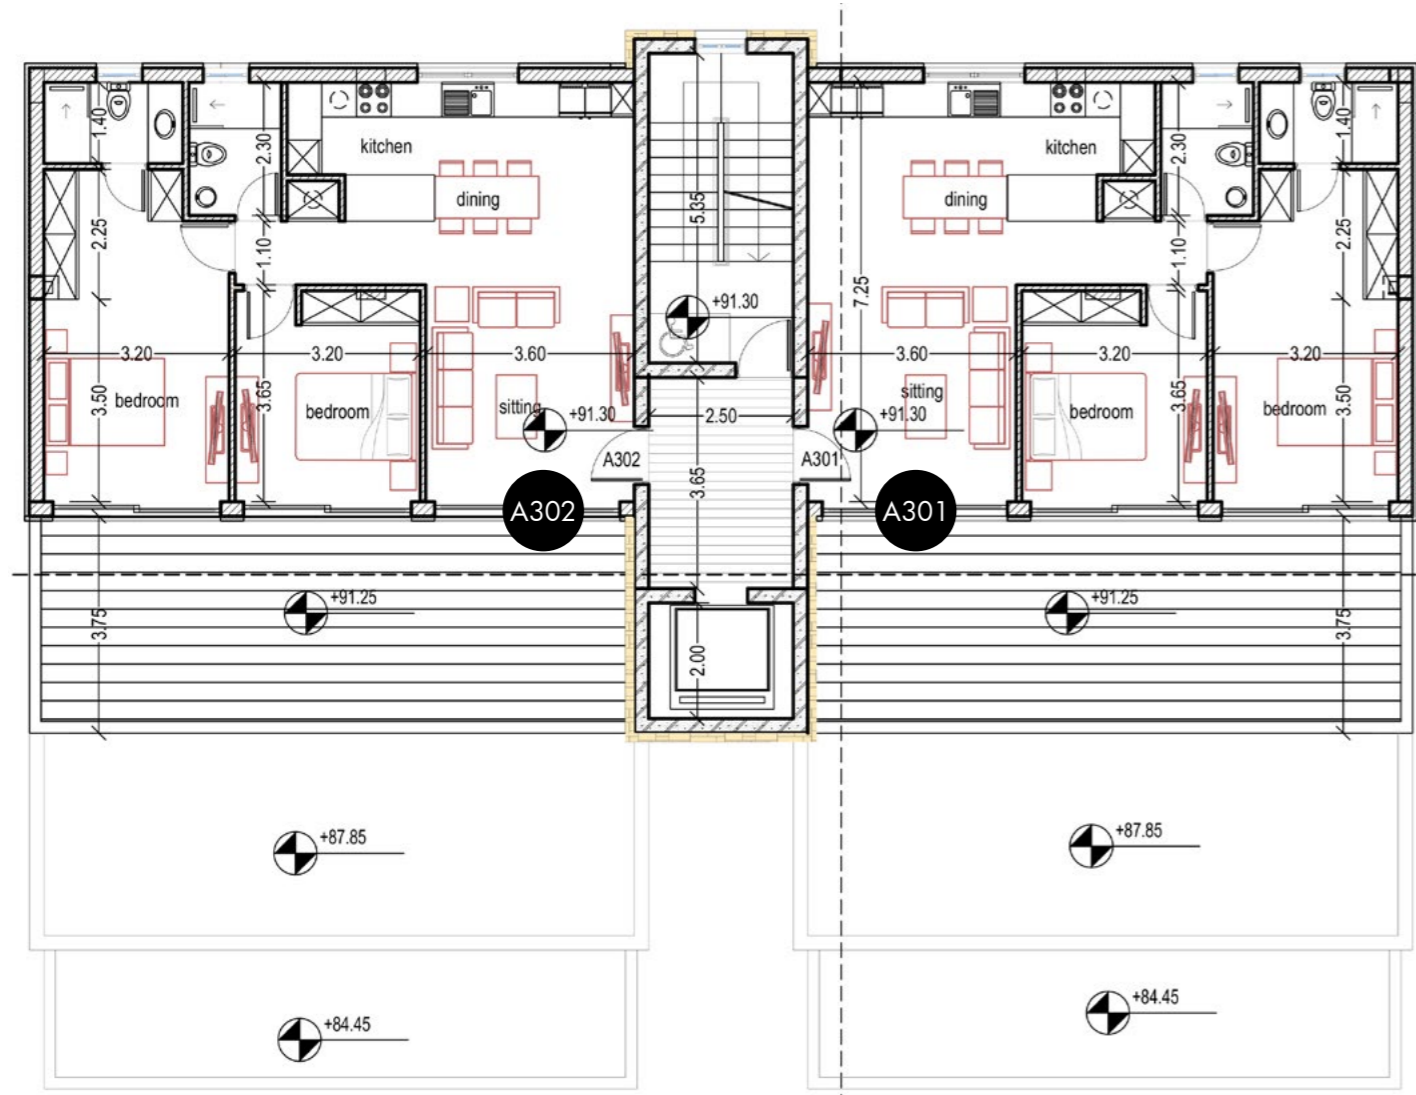 1.40
2.30
kitchen
dining
2.25
1.10
5.35
+91.30
3.20
3.20
3.60
3.50
bedroom
3.65
bedroom
sitting
+91.30
2.50
A302
A301
3.65
A302
kitchen
dining
2.30
1.40
2.25
1.10
7.25
3.60
3.20
3.20
sitting
+91.30
bedroom
3.65
bedroom
3.50
A301
+91.25
3.75
2.00
+91.25
3.75
+87.85
+87.85
+84.45
+84.45